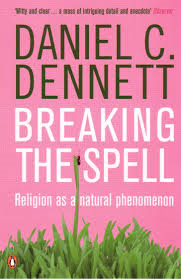 'Witty and clear ... a mass of intriguing detail and anecdote' Observer
DANIEL C.
DENNETT
BREAKING
THE SPELL
Religion as a natural phenomenon